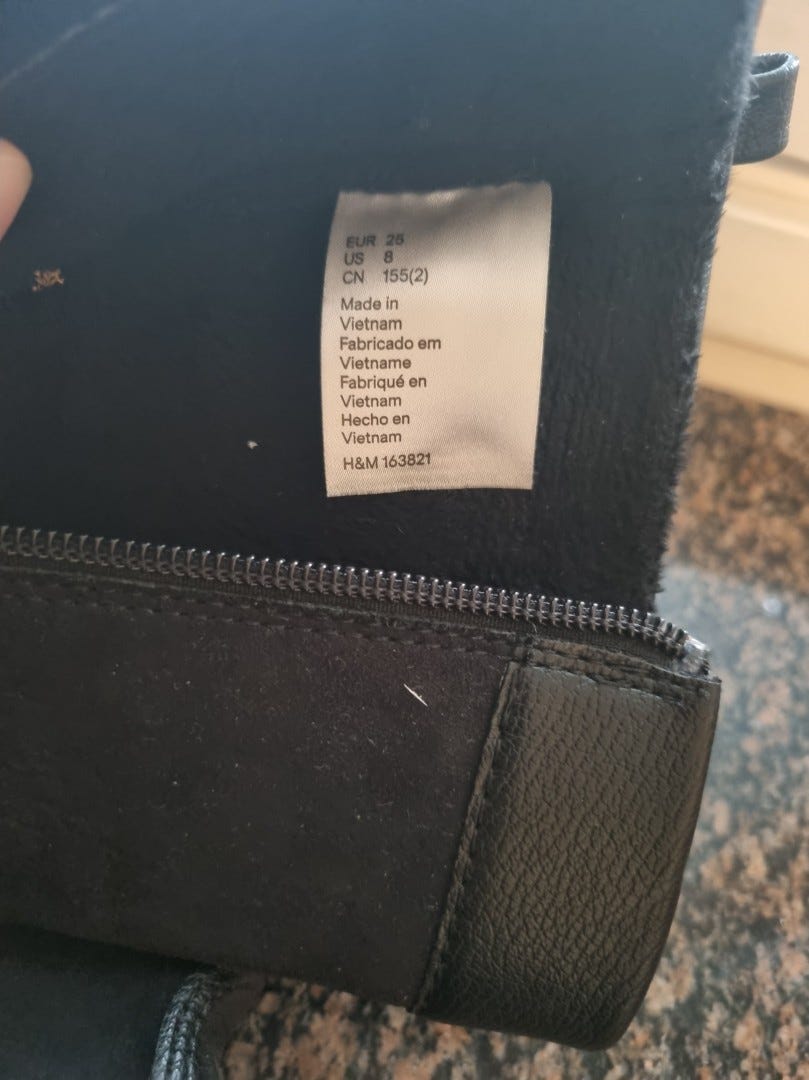 EUR 25
US 8
CN 155(2)
Made in
Vietnam
Fabricado em
Vietname
Fabriqué en
Vietnam
Hecho en
Vietnam
H&M 163821